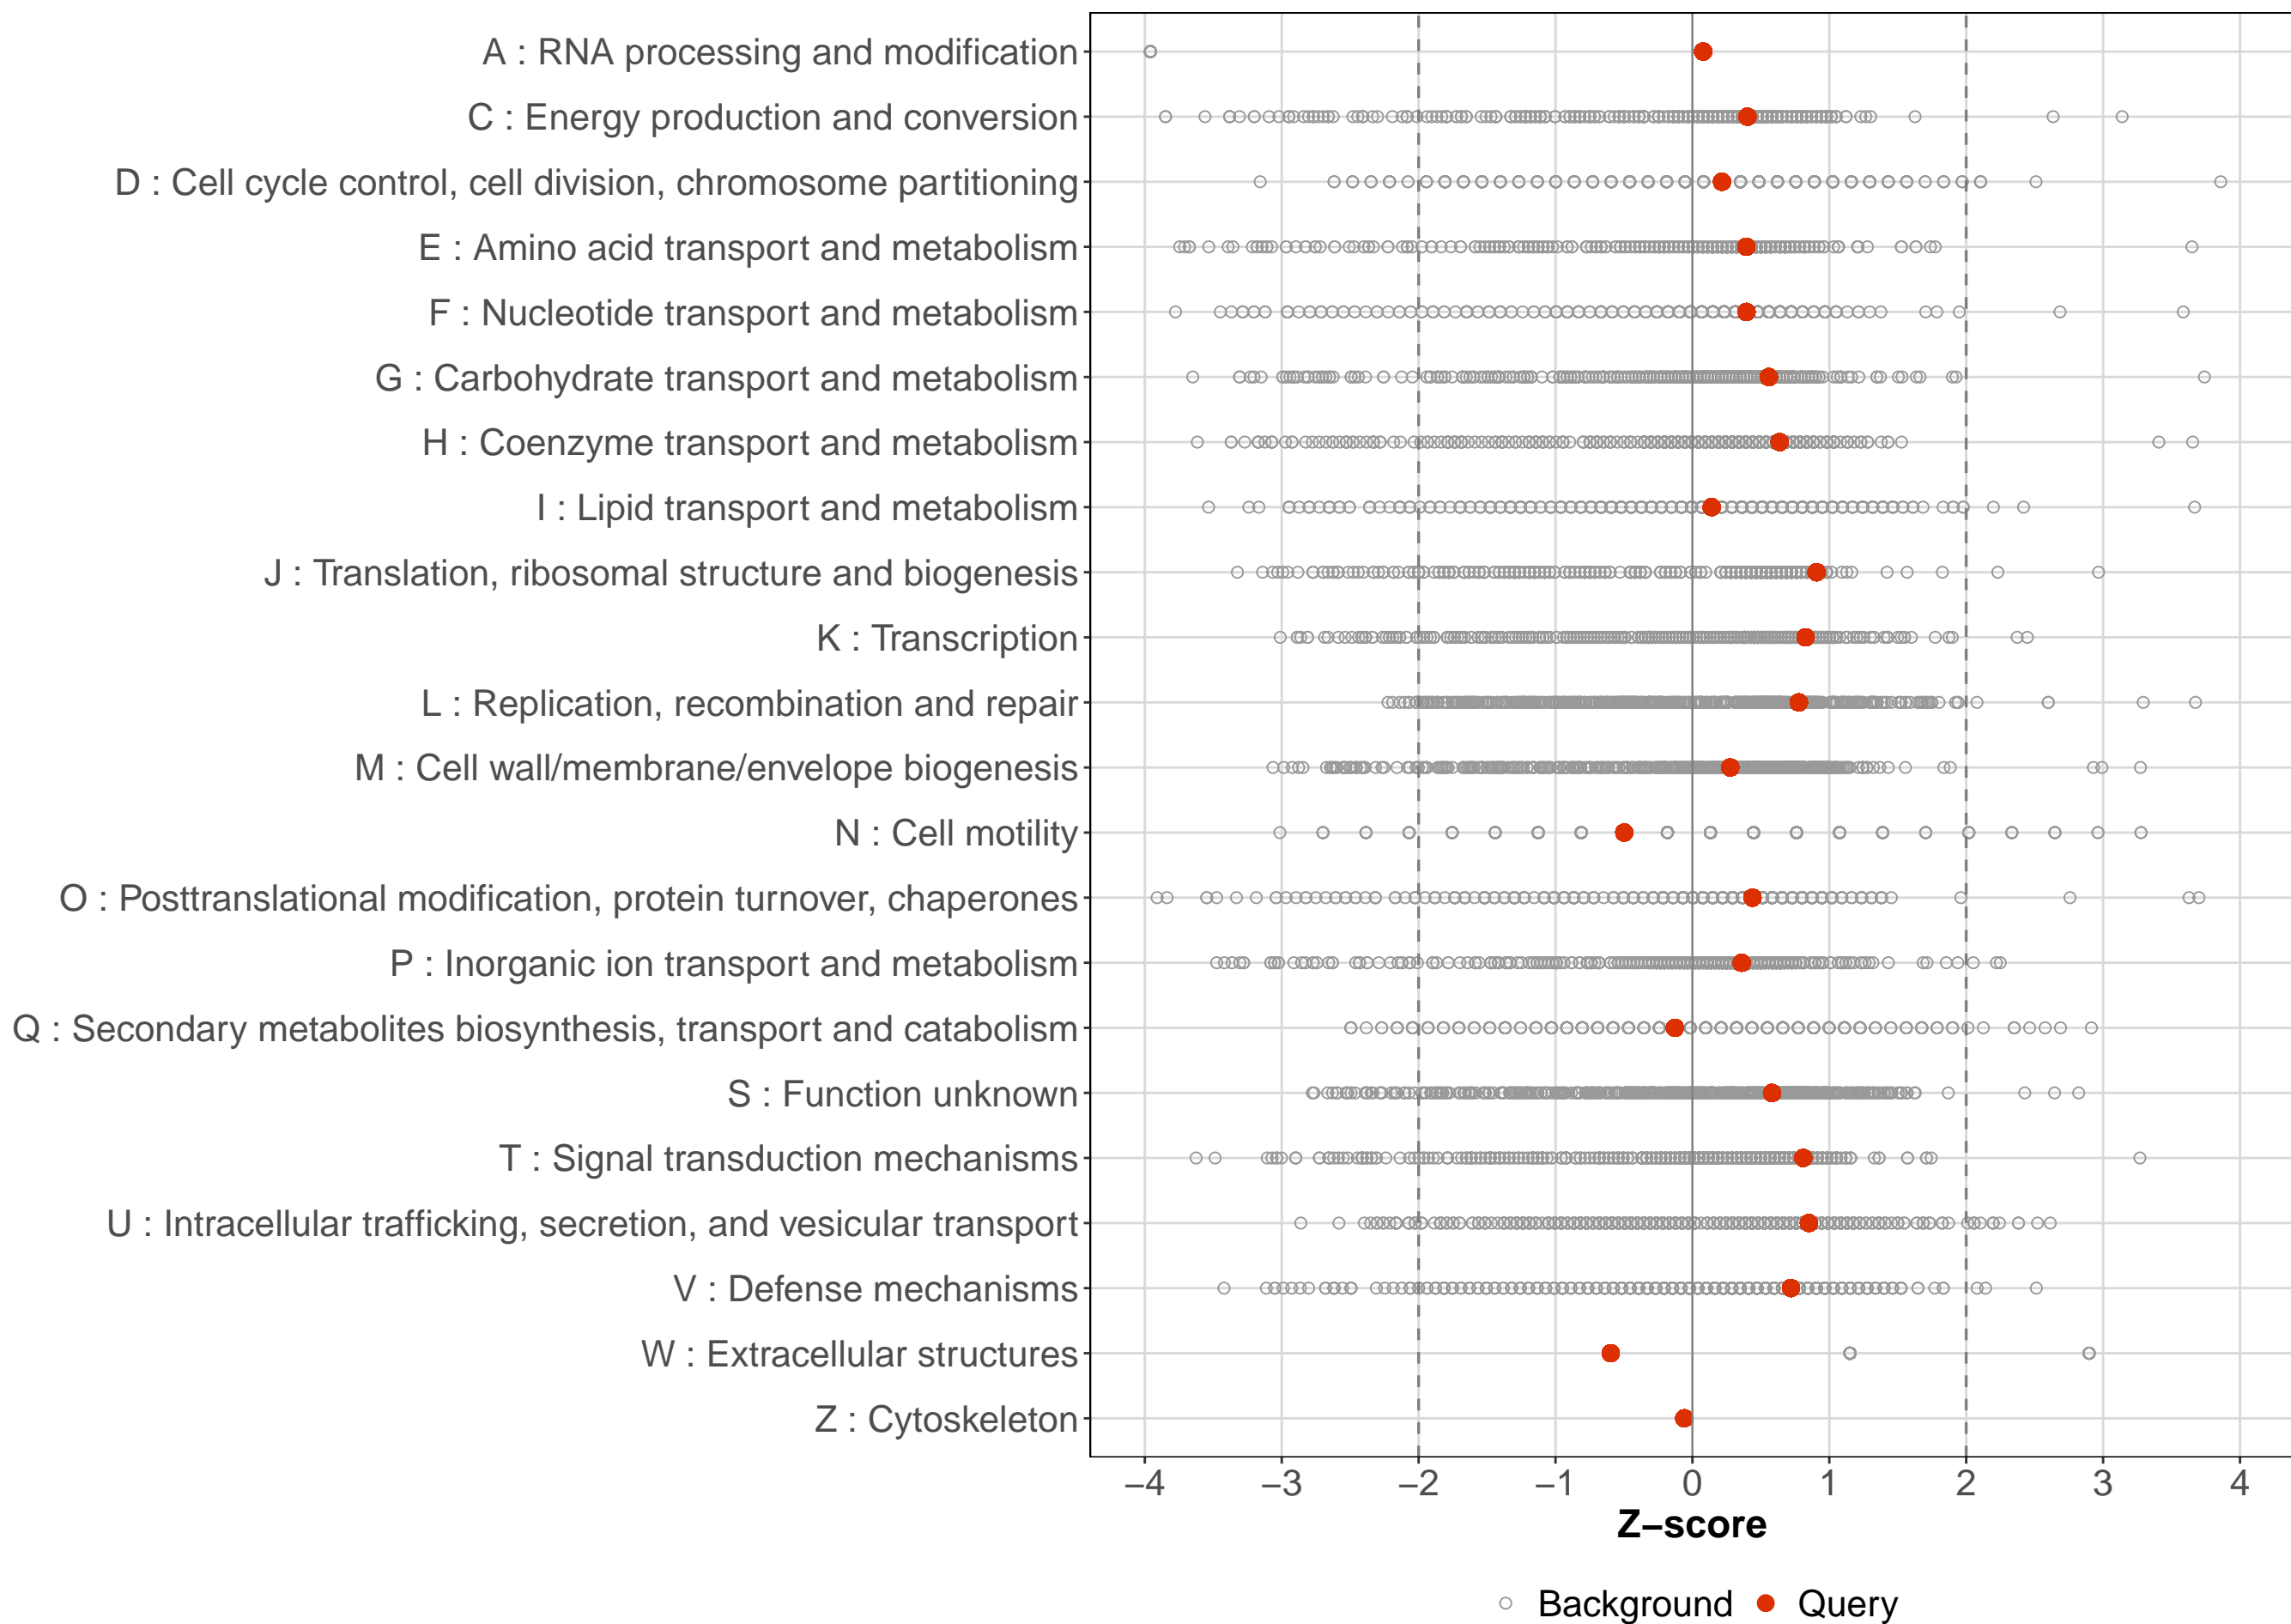 A : RNA processing and modification
C : Energy production and conversion
D : Cell cycle control, cell division, chromosome partitioning
E : Amino acid transport and metabolism
F : Nucleotide transport and metabolism
G : Carbohydrate transport and metabolism
H : Coenzyme transport and metabolism
I : Lipid transport and metabolism
J : Translation, ribosomal structure and biogenesis
K : Transcription
L : Replication, recombination and repair
M : Cell wall/membrane/envelope biogenesis
N : Cell motility
O : Posttranslational modification, protein turnover, chaperones
P : Inorganic ion transport and metabolism
Q : Secondary metabolites biosynthesis, transport and catabolism
S : Function unknown
T : Signal transduction mechanisms
U : Intracellular trafficking, secretion, and vesicular transport
V : Defense mechanisms
W : Extracellular structures
Z : Cytoskeleton
−4 −3 −2 −1 0 1 2 3 4
Z−score
Background Query